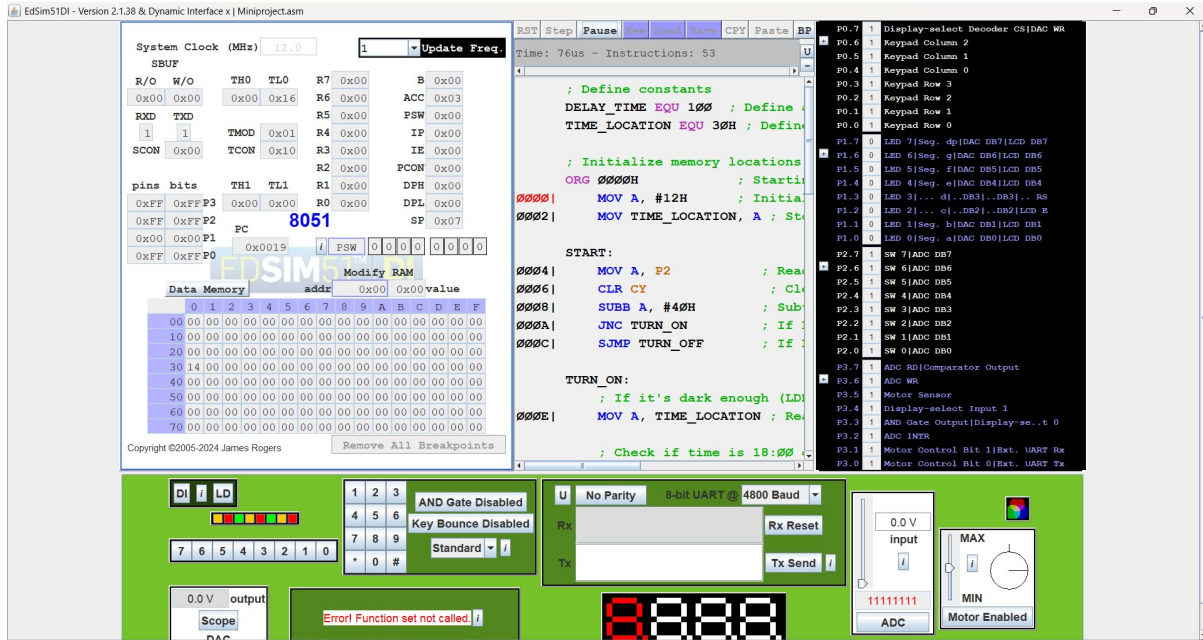 EdSim51DI - Version 2.1.38 & Dynamic Interface x | Miniproject.asm
System Clock (MHz) 12.0 1 Update Freq.
SBUF
R/O W/O TH0 TL0 R7 0x00 B 0x00
0x00 0x00 0x00 0x16 R6 0x00 ACC 0x03
RXD TXD R5 0x00 PSW 0x00
1 1 TMOD 0x01 R4 0x00 IP 0x00
SCON 0x00 TCON 0x10 R3 0x00 IE 0x00
R2 0x00 PCON 0x00
pins bits TH1 TL1 R1 0x00 DPH 0x00
0xFF 0xFF P3 0x00 0x00 R0 0x00 DPL 0x00
0xFF 0xFF P2 8051 SP 0x07
0x00 0x00 P1 PC
0xFF 0xFF P0 0x0019 i PSW 0 0 0 0 0 0 0 0
EDSIM51™ DI
Modify RAM
Data Memory addr 0x00 0x00 value
0 1 2 3 4 5 6 7 8 9 A B C D E F
00 00 00 00 00 00 00 00 00 00 00 00 00 00 00 00 00
10 00 00 00 00 00 00 00 00 00 00 00 00 00 00 00 00
20 00 00 00 00 00 00 00 00 00 00 00 00 00 00 00 00
30 14 00 00 00 00 00 00 00 00 00 00 00 00 00 00 00
40 00 00 00 00 00 00 00 00 00 00 00 00 00 00 00 00
50 00 00 00 00 00 00 00 00 00 00 00 00 00 00 00 00
60 00 00 00 00 00 00 00 00 00 00 00 00 00 00 00 00
70 00 00 00 00 00 00 00 00 00 00 00 00 00 00 00 00
Copyright ©2005-2024 James Rogers Remove All Breakpoints
RST Step Pause New Load Save CPY Paste BP
Time: 76us - Instructions: 53 U
; Define constants
DELAY_TIME EQU 100 ; Define
TIME_LOCATION EQU 30H ; Defin
; Initialize memory locations
ORG 0000H ; Starti
0000| MOV A, #12H ; Initia
0002| MOV TIME_LOCATION, A ; Sto
START:
0004| MOV A, P2 ; Read
0006| CLR CY ; Cl
0008| SUBB A, #40H ; Sub
000A| JNC TURN_ON ; If
000C| SJMP TURN_OFF ; If
TURN_ON:
; If it's dark enough (LD
000E| MOV A, TIME_LOCATION ; Rea
; Check if time is 18:00
P0.7 1 Display-select Decoder CS|DAC WR
P0.6 1 Keypad Column 2
P0.5 1 Keypad Column 1
P0.4 1 Keypad Column 0
P0.3 1 Keypad Row 3
P0.2 1 Keypad Row 2
P0.1 1 Keypad Row 1
P0.0 1 Keypad Row 0
P1.7 0 LED 7|Seg. dp|DAC DB7|LCD DB7
P1.6 0 LED 6|Seg. g|DAC DB6|LCD DB6
P1.5 0 LED 5|Seg. f|DAC DB5|LCD DB5
P1.4 0 LED 4|Seg. e|DAC DB4|LCD DB4
P1.3 0 LED 3|... d|..DB3|..DB3|.. RS
P1.2 0 LED 2|... c|..DB2|..DB2|LCD E
P1.1 0 LED 1|Seg. b|DAC DB1|LCD DB1
P1.0 0 LED 0|Seg. a|DAC DB0|LCD DB0
P2.7 1 SW 7|ADC DB7
P2.6 1 SW 6|ADC DB6
P2.5 1 SW 5|ADC DB5
P2.4 1 SW 4|ADC DB4
P2.3 1 SW 3|ADC DB3
P2.2 1 SW 2|ADC DB2
P2.1 1 SW 1|ADC DB1
P2.0 1 SW 0|ADC DB0
P3.7 1 ADC RD|Comparator Output
P3.6 1 ADC WR
P3.5 1 Motor Sensor
P3.4 1 Display-select Input 1
P3.3 1 AND Gate Output|Display-se..t 0
P3.2 1 ADC INTR
P3.1 1 Motor Control Bit 1|Ext. UART Rx
P3.0 1 Motor Control Bit 0|Ext. UART Tx
DI i LD
7 6 5 4 3 2 1 0
0.0 V output
Scope
DAC
1 2 3
4 5 6
7 8 9
* 0 #
AND Gate Disabled
Key Bounce Disabled
Standard i
Error! Function set not called. i
U No Parity 8-bit UART @ 4800 Baud
Rx Rx Reset
Tx Tx Send i
0.0 V
input
i
11111111
ADC
MAX
i
MIN
Motor Enabled